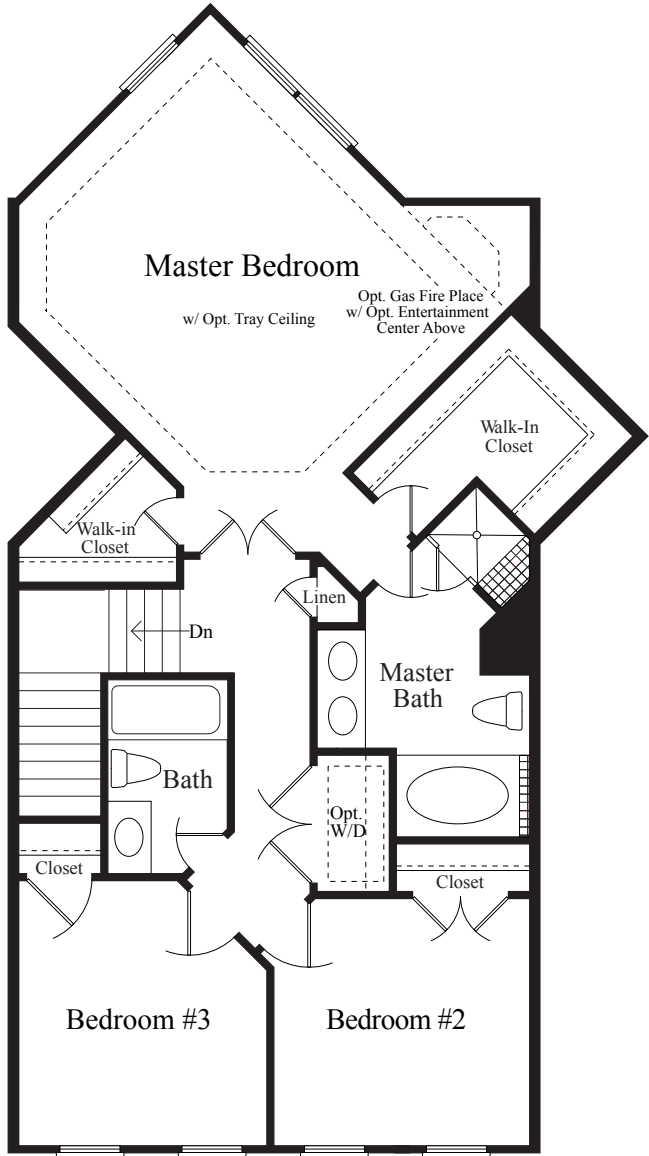 Master Bedroom
w/ Opt. Tray Ceiling
Opt. Gas Fire Place
w/ Opt. Entertainment
Center Above
Walk-In
Closet
Walk-in
Closet
Linen
Dn
Master
Bath
Bath
Opt.
W/D
Closet
Closet
Bedroom #3
Bedroom #2